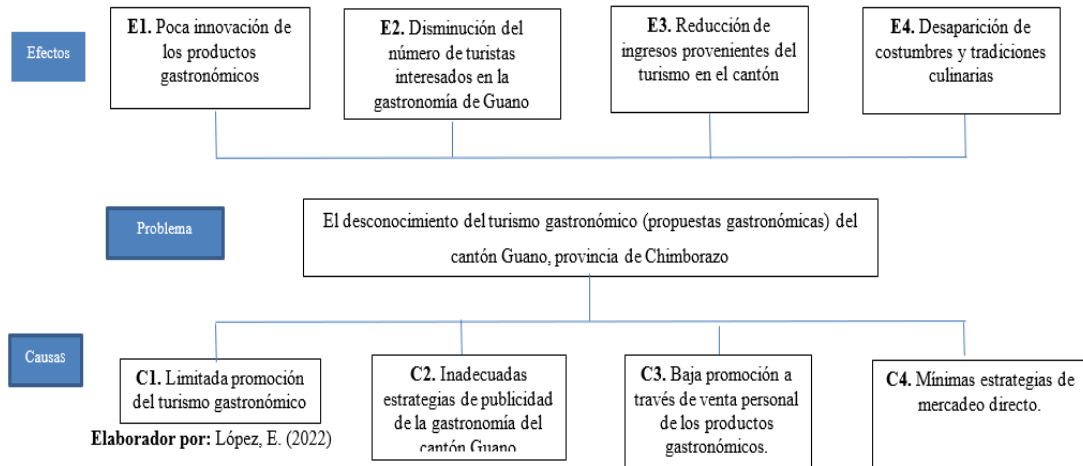 Efectos
E1. Poca innovación de
los productos
gastronómicos
E2. Disminución del
número de turistas
interesados en la
gastronomía de Guano
E3. Reducción de
ingresos provenientes del
turismo en el cantón
E4. Desaparición de
costumbres y tradiciones
culinarias
Problema
El desconocimiento del turismo gastronómico (propuestas gastronómicas) del
cantón Guano, provincia de Chimborazo
Causas
C1. Limitada promoción
del turismo gastronómico
C2. Inadecuadas
estrategias de publicidad
de la gastronomía del
cantón Guano
C3. Baja promoción a
través de venta personal
de los productos
gastronómicos.
C4. Mínimas estrategias de
mercadeo directo.
Elaborador por: López, E. (2022)